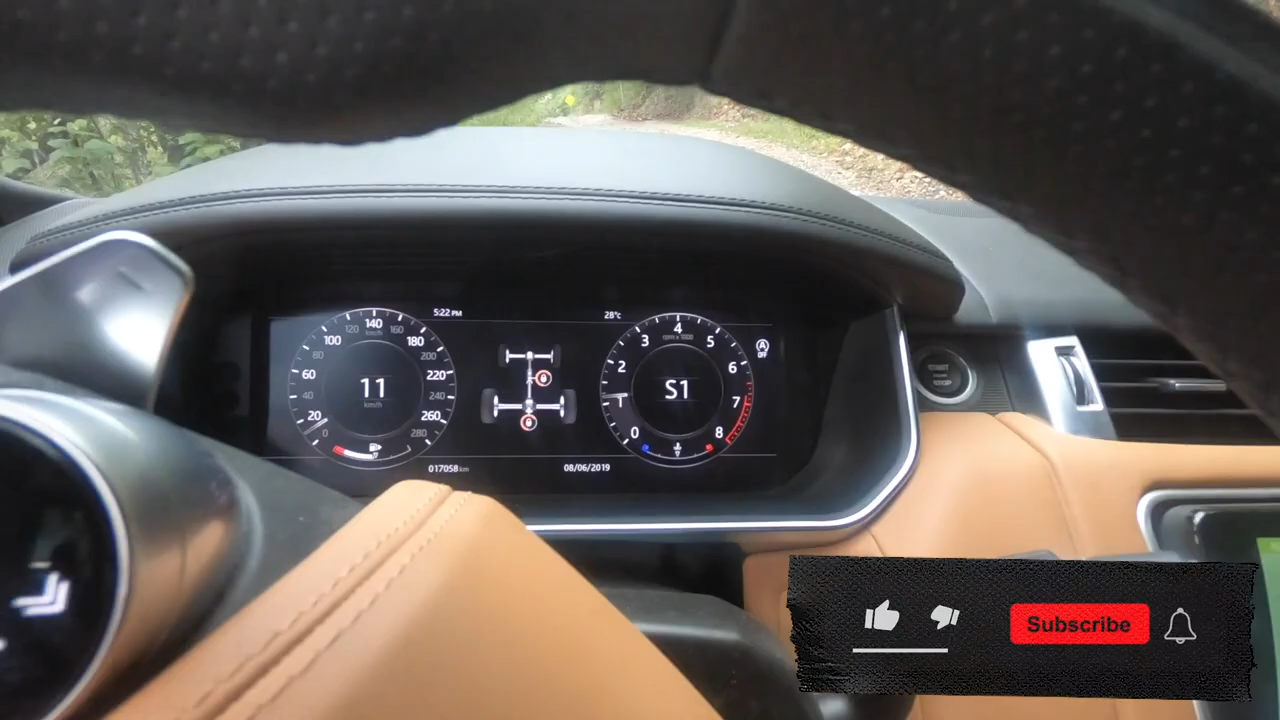 5:22 PM
28°C
120 140 160
km/h
100 180
80 200
60 220
40 240
20 260
0 280
11
km/h
4
rpm x 1000
3 5
2 6
1 7
0 8
S1
A
OFF
START
STOP
017058 km
08/06/2019
Subscribe